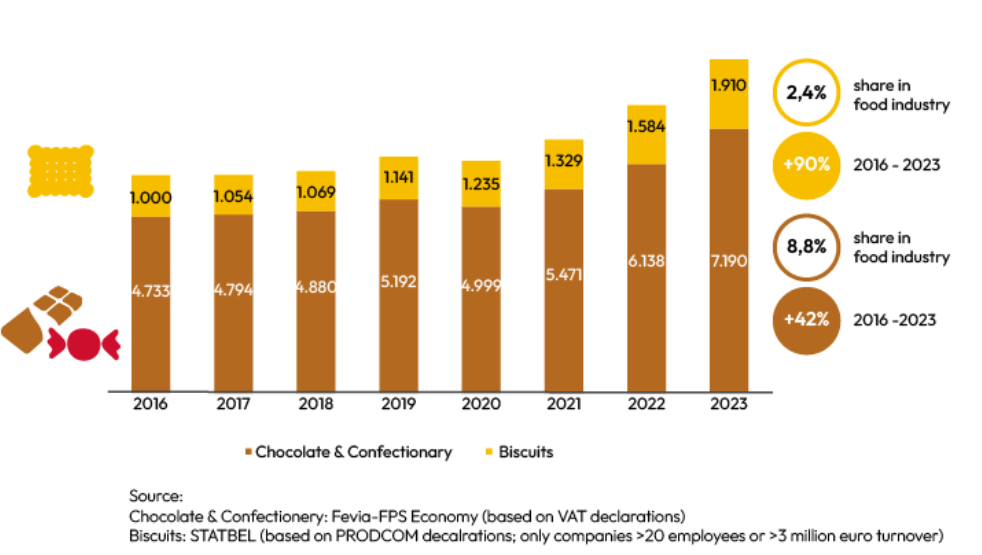 1.910
2,4%
share in
food industry
1.584
1.329
+90%
2016 - 2023
1.141
1.235
1.000
1.054
1.069
8,8%
share in
food industry
4.733
4.794
4.880
5.192
4.999
5.471
6.138
7.190
+42%
2016 -2023
2016
2017
2018
2019
2020
2021
2022
2023
Chocolate & Confectionary
Biscuits
Source:
Chocolate & Confectionery: Fevia-FPS Economy (based on VAT declarations)
Biscuits: STATBEL (based on PRODCOM decalrations; only companies >20 employees or >3 million euro turnover)